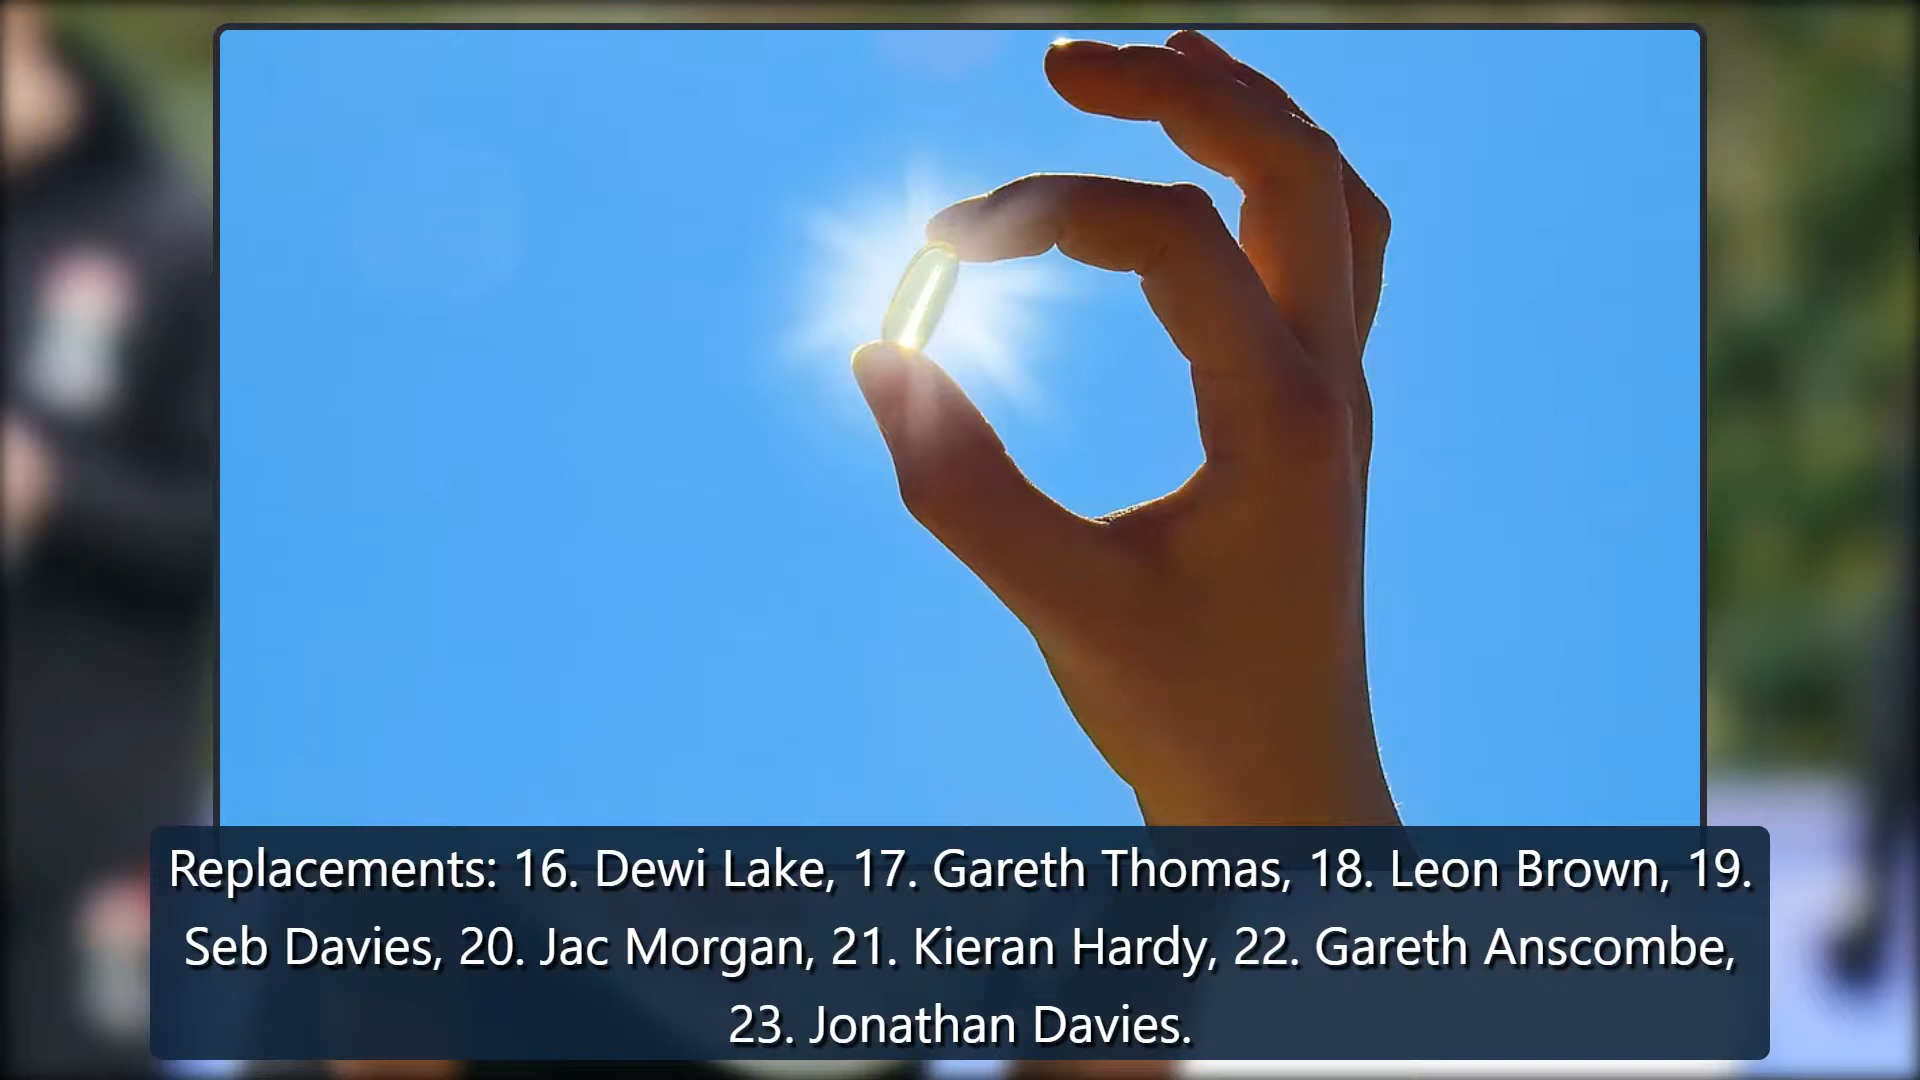 Replacements: 16. Dewi Lake, 17. Gareth Thomas, 18. Leon Brown, 19.
Seb Davies, 20. Jac Morgan, 21. Kieran Hardy, 22. Gareth Anscombe,
23. Jonathan Davies.